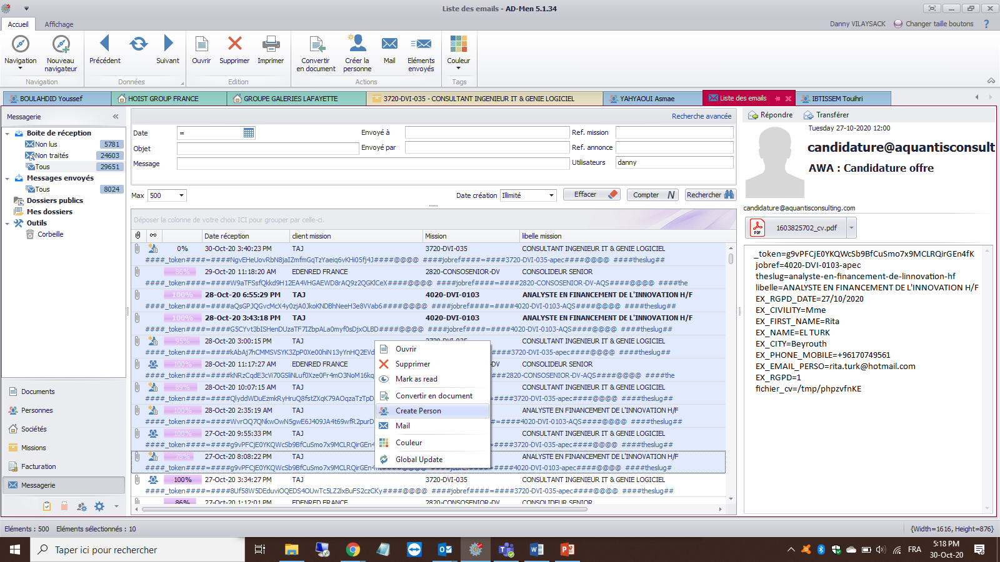 Liste des emails - AD-Men 5.1.34
Accueil
Affichage
Danny VILAYSACK
Changer taille boutons
?
Navigation
Nouveau navigateur
Précédent
Suivant
Ouvrir
Supprimer
Imprimer
Convertir en document
Créer la personne
Mail
Eléments envoyés
Couleur
Navigation
Données
Edition
Actions
Tags
BOULAHDID Youssef
HOIST GROUP FRANCE
GROUPE GALERIES LAFAYETTE
3720-DVI-035 - CONSULTANT INGENIEUR IT & GENIE LOGICIEL
YAHYAOUI Asmae
Liste des emails
IBTISSEM Touihri
Messagerie
Boite de réception
Non lus 5781
Non traités 24603
Tous 29651
Messages envoyés
Tous 8024
Dossiers publics
Mes dossiers
Outils
Corbeille
Documents
Personnes
Sociétés
Missions
Facturation
Messagerie
Recherche avancée
Date =
Envoyé à
Ref. mission
Objet
Envoyé par
Ref. annonce
Message
Utilisateurs danny
Max 500
Date création Illimité
Effacer
Compter N
Rechercher
Déposer la colonne de votre choix ICI pour grouper par celle-ci.
Date réception client mission Mission libelle mission
0% 30-Oct-20 3:40:23 PM TAJ 3720-DVI-035 CONSULTANT INGENIEUR IT & GENIE LOGICIEL
####_token####=####NgvEHeUovRbN8jaIZmfmGqTzYaeiq6vKHi05fj4J####@@@@ ####jobref####=####3720-DVI-035-apec####@@@@ ####theslug##
86% 29-Oct-20 11:18:20 AM EDENRED FRANCE 2820-CONSOSENIOR-DV CONSOLIDEUR SENIOR
####_token####=####W9aTFSsfQkkd9H12EA4VHGAEWD8rAQ9z2QGKlCeX####@@@@ ####jobref####=####2820-CONSOSENIOR-DV-AQS####@@@@ ####the
100% 28-Oct-20 6:55:29 PM TAJ 4020-DVI-0103 ANALYSTE EN FINANCEMENT DE L'INNOVATION H/F
####_token####=####aQsGPJQGvcMcX4y0zjA0JkoKNDBhNeeH3e8VVab6####@@@@ ####jobref####=####4020-DVI-0103-AQS####@@@@ ####theslug##
100% 28-Oct-20 3:43:18 PM TAJ 4020-DVI-0103 ANALYSTE EN FINANCEMENT DE L'INNOVATION H/F
####_token####=####G5CYvt3bISHenDUzaTF7IZbpALa0myf0sDjxOLBD####@@@@ ####jobref####=####4020-DVI-0103-AQS####@@@@ ####theslug##
95% 28-Oct-20 3:00:15 PM TAJ 3720-DVI-035 CONSULTANT INGENIEUR IT & GENIE LOGICIEL
####_token####=####kAbAj7hCMMSVSYK3ZpP0Xe00hiN13yYnHQ2EVd ####3720-DVI-035-apec####@@@@ ####theslug##
100% 28-Oct-20 11:17:27 AM EDENRED FRANCE DV CONSOLIDEUR SENIOR
####_token####=####kNRzCqdE3cVi70GSliNLuf0Xze0Fr4mO3NoM16kq ###2820-CONSOSENIOR-DV-AQS####@@@@ ####the
89% 28-Oct-20 10:07:15 AM TAJ CONSULTANT INGENIEUR IT & GENIE LOGICIEL
####_token####=####QlyddWDuEzmkRyHruQ8fstZXqK79AOqzaTzTpD ####3720-DVI-035-apec####@@@@ ####theslug##
100% 28-Oct-20 2:35:19 AM TAJ ANALYSTE EN FINANCEMENT DE L'INNOVATION H/F
####_token####=####WvrOQ7QNkwOwN5gwE6J409JA4t69wfR2purD ####4020-DVI-0103-AQS####@@@@ ####theslug##
100% 27-Oct-20 9:55:33 PM TAJ CONSULTANT INGENIEUR IT & GENIE LOGICIEL
####_token####=####g9vPFCjE0YKQWcSb9BfCuSmo7x9MCLRQirGEn ####3720-DVI-035-apec####@@@@ ####theslug##
78% 27-Oct-20 8:08:22 PM TAJ ANALYSTE EN FINANCEMENT DE L'INNOVATION H/F
####_token####=####g9vPFCjE0YKQWcSb9BfCuSmo7x9MCLRQirGEn4fK####@@@@ ####jobref####=####4020-DVI-0103-apec####@@@@ ####theslug#
100% 27-Oct-20 3:34:27 PM TAJ 3720-DVI-035 CONSULTANT INGENIEUR IT & GENIE LOGICIEL
####_token####=####8Uf58W5DEduviOQEDS4OUwTc5LZ2lxBuFS2czCKy####@@@@ ####jobref####=####3720-DVI-035-apec####@@@@ ####theslug##
86% 27-Oct-20 1:12:01 PM EDENRED FRANCE 2820-CONSOSENIOR-DV CONSOLIDEUR SENIOR
Ouvrir
Supprimer
Mark as read
Convertir en document
Create Person
Mail
Couleur
Global Update
Répondre
Transférer
Tuesday 27-10-2020 12:00
candidature@aquantisconsult
AWA : Candidature offre
candidature@aquantisconsulting.com
PDF
1603825702_cv.pdf
_token=g9vPFCjE0YKQWcSb9BfCuSmo7x9MCLRQirGEn4fK
jobref=4020-DVI-0103-apec
theslug=analyste-en-financement-de-linnovation-hf
libelle=ANALYSTE EN FINANCEMENT DE L'INNOVATION H/F
EX_RGPD_DATE=27/10/2020
EX_CIVILITY=Mme
EX_FIRST_NAME=Rita
EX_NAME=EL TURK
EX_CITY=Beyrouth
EX_PHONE_MOBILE=+96170749561
EX_EMAIL_PERSO=rita.turk@hotmail.com
EX_RGPD=1
fichier_cv=/tmp/phpzvfnKE
Eléments : 500
Eléments sélectionnés : 10
{Width=1616, Height=876}
Taper ici pour rechercher
FRA
5:18 PM
30-Oct-20